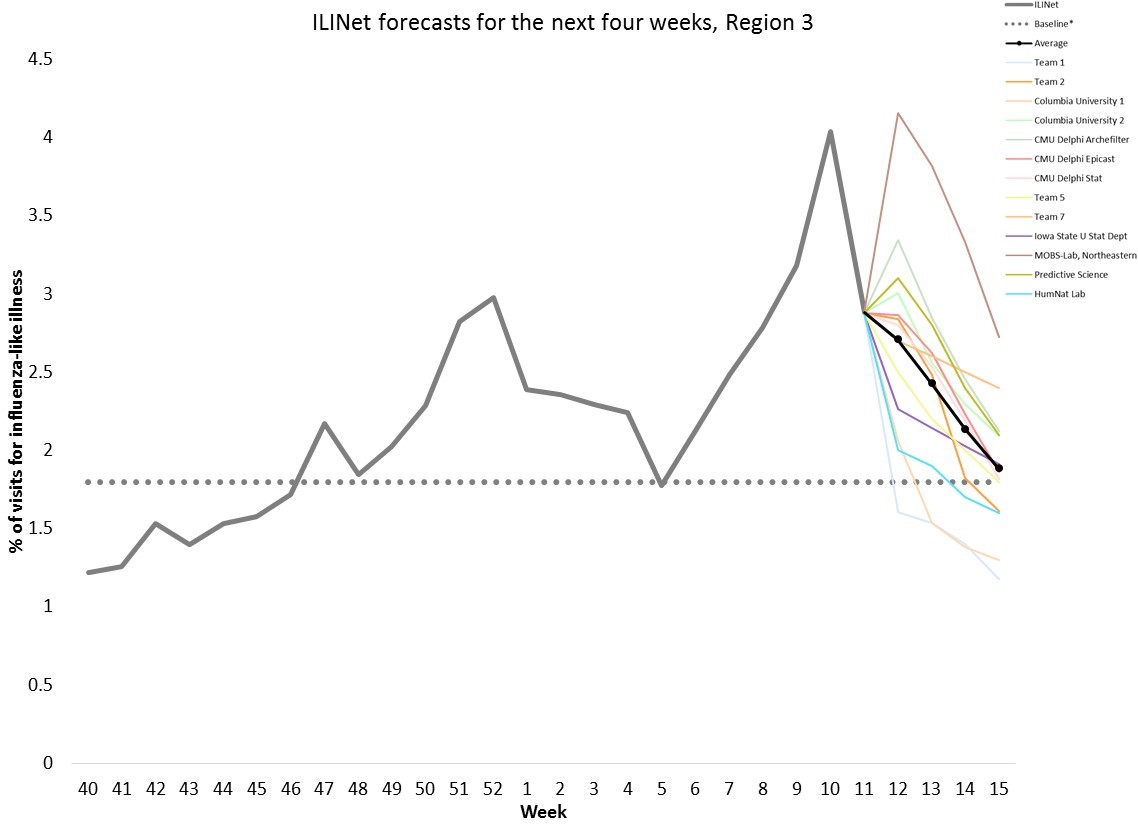 ILINet forecasts for the next four weeks, Region 3
ILINet
Baseline*
Average
Team 1
Team 2
Columbia University 1
Columbia University 2
CMU Delphi Archefilter
CMU Delphi Epicast
CMU Delphi Stat
Team 5
Team 7
Iowa State U Stat Dept
MOBS-Lab, Northeastern
Predictive Science
HumNat Lab
% of visits for influenza-like illness
4.5
4
3.5
3
2.5
2
1.5
1
0.5
0
40 41 42 43 44 45 46 47 48 49 50 51 52 1 2 3 4 5 6 7 8 9 10 11 12 13 14 15
Week